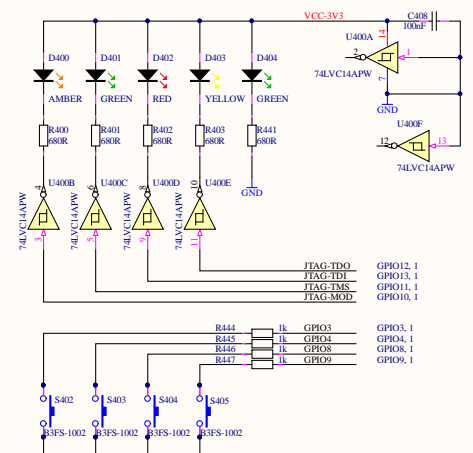 VCC-3V3
C408
100nF
14
U400A
2
1
74LVC14APW
7
GND
U400F
12
13
74LVC14APW
D400
D401
D402
D403
D404
AMBER
GREEN
RED
YELLOW
GREEN
R400
680R
R401
680R
R402
680R
R403
680R
R441
680R
GND
4
U400B
6
U400C
8
U400D
10
U400E
74LVC14APW
74LVC14APW
74LVC14APW
74LVC14APW
3
5
9
11
JTAG-TDO GPIO12, 1
JTAG-TDI GPIO13, 1
JTAG-TMS GPIO11, 1
JTAG-MOD GPIO10, 1
R444 1k GPIO3 GPIO3, 1
R445 1k GPIO4 GPIO4, 1
R446 1k GPIO8 GPIO8, 1
R447 1k GPIO9 GPIO9, 1
S402
S403
S404
S405
B3FS-1002
B3FS-1002
B3FS-1002
B3FS-1002